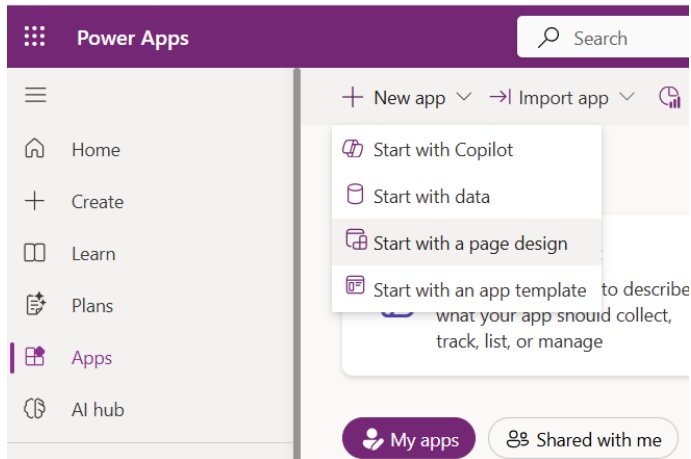 Power Apps
Search
New app
Import app
Home
Create
Learn
Plans
Apps
AI hub
Start with Copilot
Start with data
Start with a page design
Start with an app template
to describe
what your app should collect,
track, list, or manage
My apps
Shared with me